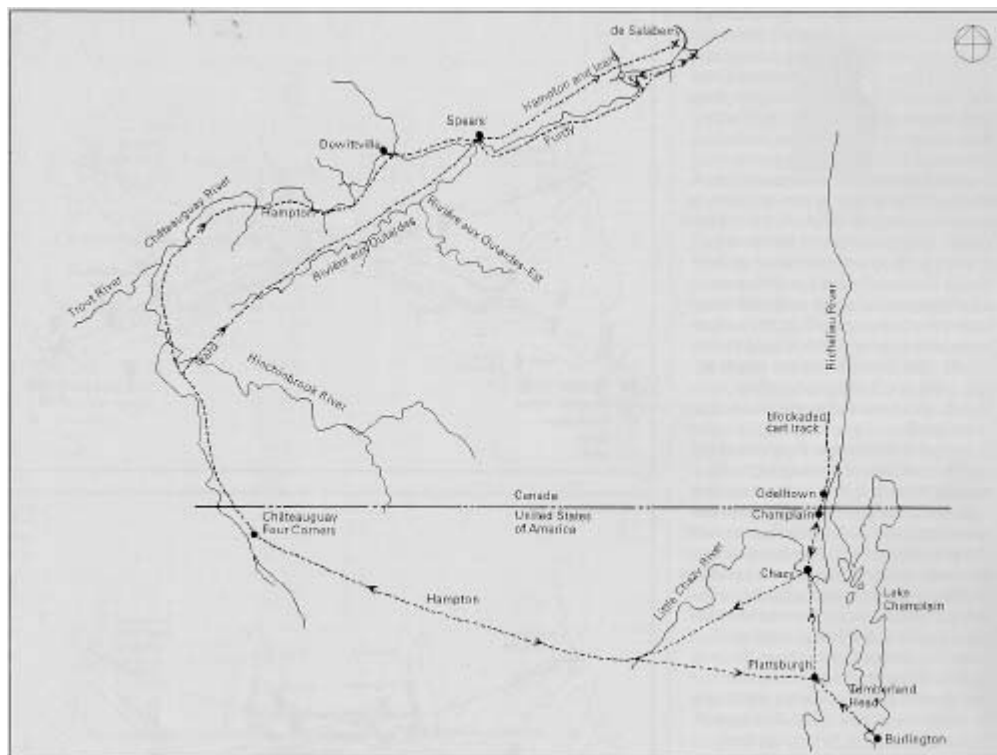 de Salaberry
Hampton and Izard
Spears
Purdy
Dewittville
Châteauguay River
Hampton
Rivière aux Outardes
Rivière aux Outardes-Est
Trout River
Izard
Hinchinbrook River
Richelieu River
blockaded
cart track
Canada
United States
of America
Odelltown
Champlain
Châteauguay
Four Corners
Chazy
Little Chazy River
Hampton
Lake
Champlain
Plattsburgh
Head
Burlington